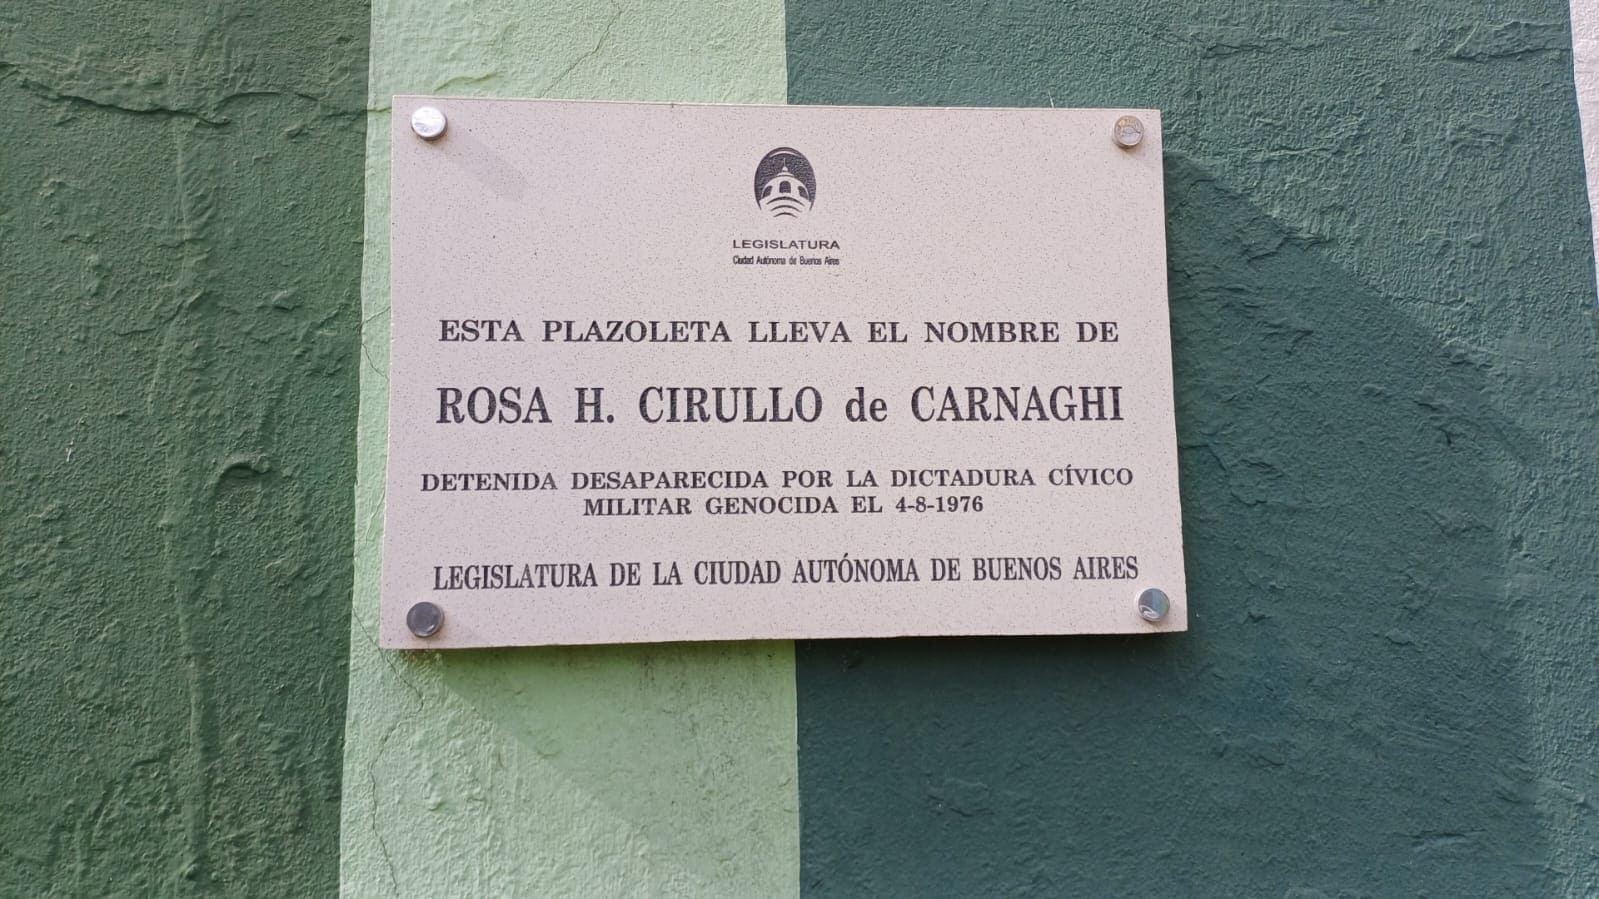 LEGISLATURA
Ciudad Autónoma de Buenos Aires
ESTA PLAZOLETA LLEVA EL NOMBRE DE
ROSA H. CIRULLO de CARNAGHI
DETENIDA DESAPARECIDA POR LA DICTADURA CÍVICO
MILITAR GENOCIDA EL 4-8-1976
LEGISLATURA DE LA CIUDAD AUTÓNOMA DE BUENOS AIRES